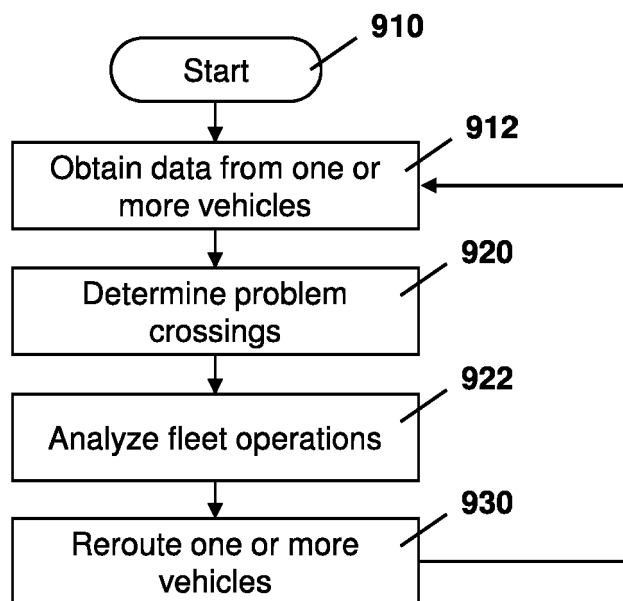 910
Start
912
Obtain data from one or
more vehicles
920
Determine problem
crossings
922
Analyze fleet operations
930
Reroute one or more
vehicles